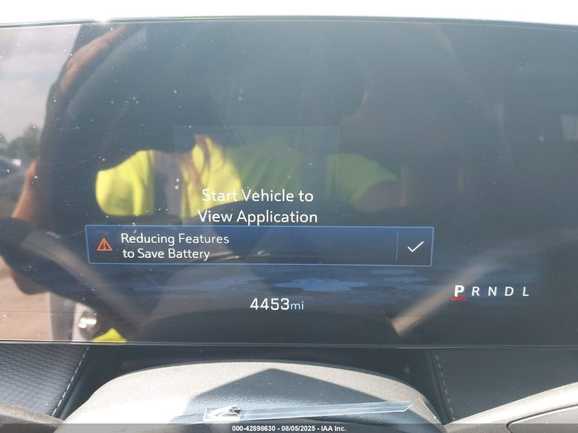 Start Vehicle to
View Application
Reducing Features
to Save Battery
4453mi
P R N D L
000-42898630 - 08/05/2025 - IAA Inc.